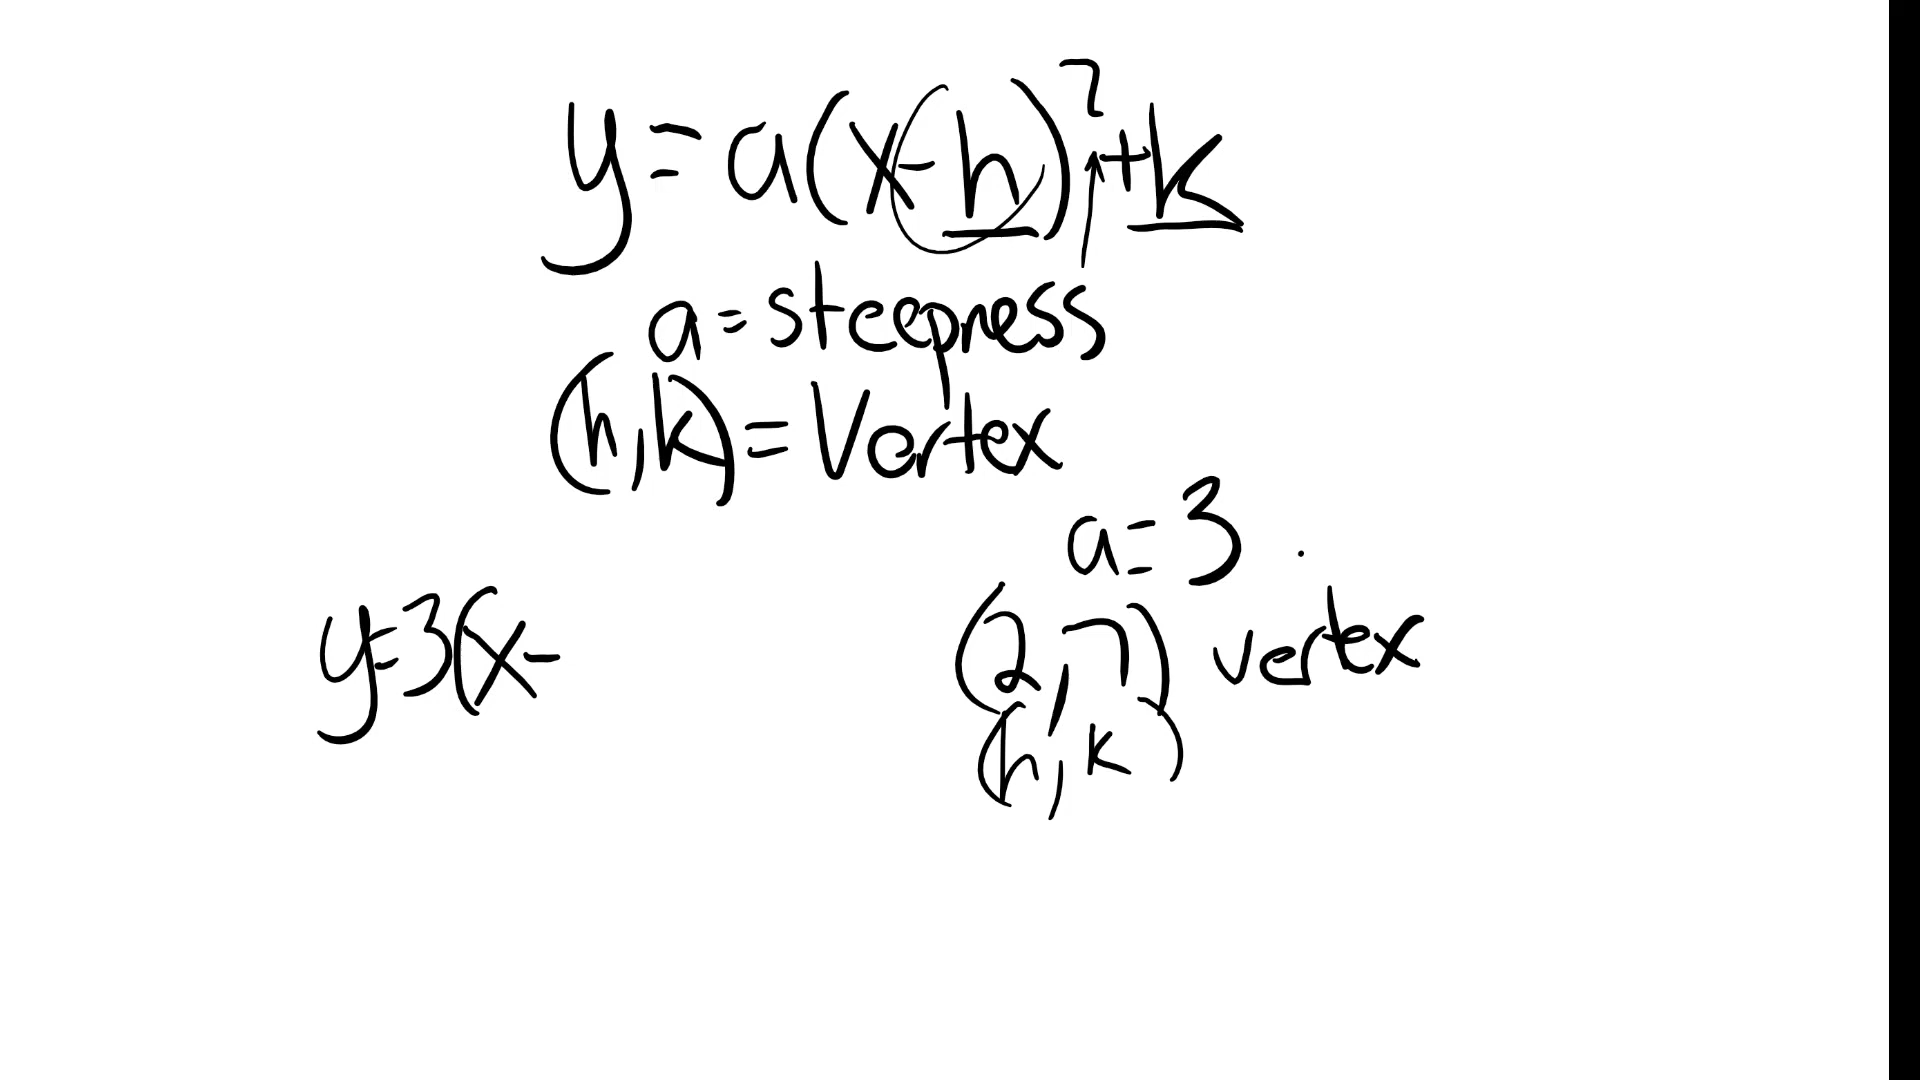 y=a(x-h)²+k
a=steepness
(h,k)=Vertex
a=3
y=3(x-
(2,7) vertex
(h,k)